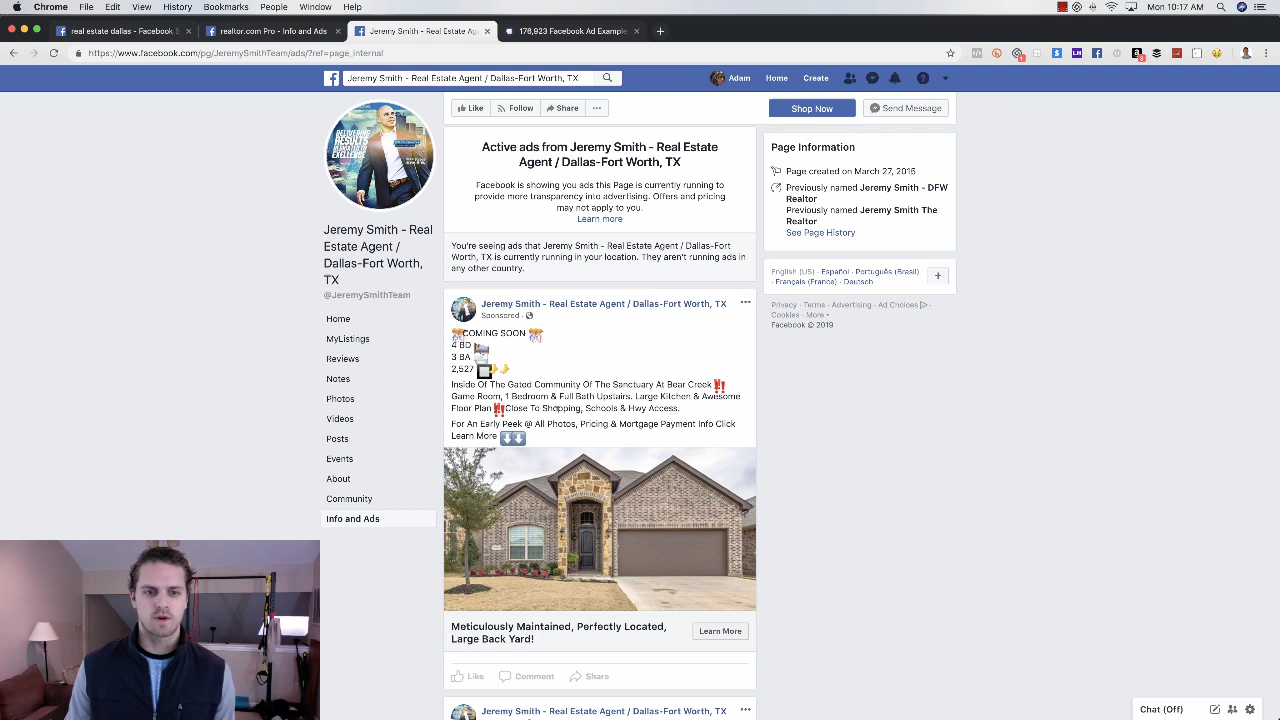 Chrome File Edit View History Bookmarks People Window Help Mon 10:17 AM
real estate dallas - Facebook S
realtor.com Pro - Info and Ads
Jeremy Smith - Real Estate Age
176,923 Facebook Ad Example
https://www.facebook.com/pg/JeremySmithTeam/ads/?ref=page_internal
Jeremy Smith - Real Estate Agent / Dallas-Fort Worth, TX
Adam Home Create
Like Follow Share Shop Now Send Message
DELIVERING
RESULTS
Active ads from Jeremy Smith - Real Estate
Agent / Dallas-Fort Worth, TX
Facebook is showing you ads this Page is currently running to
provide more transparency into advertising. Offers and pricing
may not apply to you.
Learn more
You're seeing ads that Jeremy Smith - Real Estate Agent / Dallas-Fort
Worth, TX is currently running in your location. They aren't running ads in
any other country.
Page Information
Page created on March 27, 2015
Previously named Jeremy Smith - DFW
Realtor
Previously named Jeremy Smith The
Realtor
See Page History
English (US) · Español · Português (Brasil)
· Français (France) · Deutsch
Privacy · Terms · Advertising · Ad Choices ·
Cookies · More
Facebook © 2019
Jeremy Smith - Real
Estate Agent /
Dallas-Fort Worth,
TX
@JeremySmithTeam
Home
MyListings
Reviews
Notes
Photos
Videos
Posts
Events
About
Community
Info and Ads
Jeremy Smith - Real Estate Agent / Dallas-Fort Worth, TX
Sponsored ·
COMING SOON
4 BD
3 BA
2,527
Inside Of The Gated Community Of The Sanctuary At Bear Creek ‼️
Game Room, 1 Bedroom & Full Bath Upstairs. Large Kitchen & Awesome
Floor Plan ‼️Close To Shopping, Schools & Hwy Access.
For An Early Peek @ All Photos, Pricing & Mortgage Payment Info Click
Learn More ⬇️⬇️
Meticulously Maintained, Perfectly Located,
Large Back Yard!
Learn More
Like Comment Share
Jeremy Smith - Real Estate Agent / Dallas-Fort Worth, TX
Chat (Off)